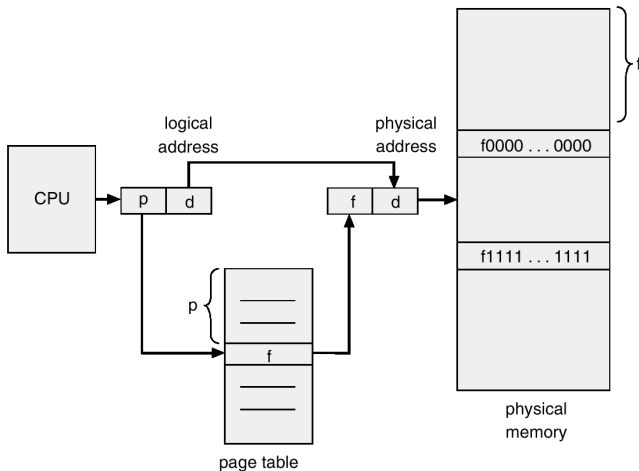 f
logical
address
physical
address
f0000 . . . 0000
CPU
p
d
f
d
f1111 . . . 1111
p
f
physical
memory
page table